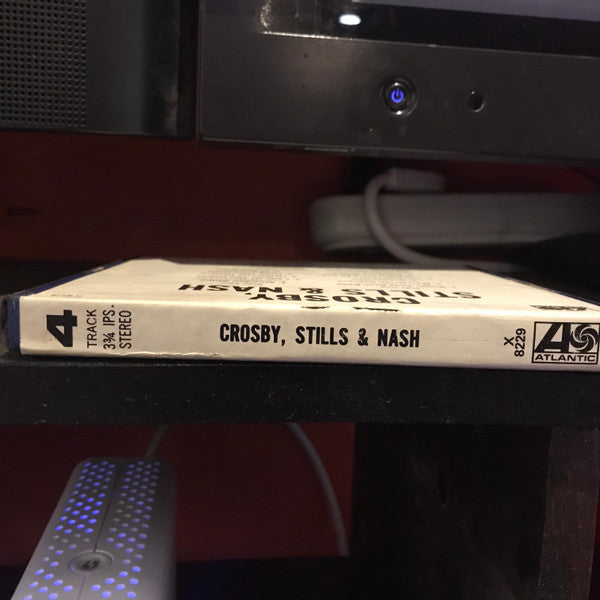 CROSBY,
STILLS & NASH
4
TRACK
3¾ IPS.
STEREO
CROSBY, STILLS & NASH
X
8229
ATLANTIC